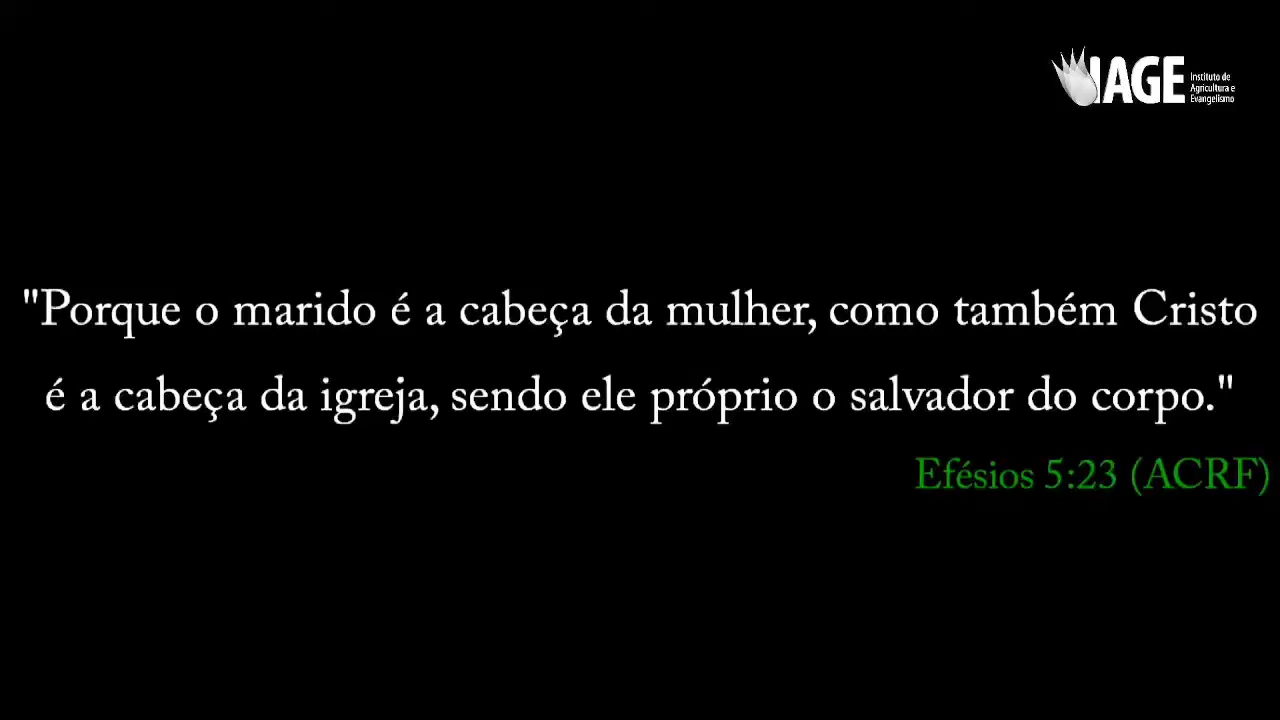 IAGE
Instituto de
Agricultura e
Evangelismo
"Porque o marido é a cabeça da mulher, como também Cristo
é a cabeça da igreja, sendo ele próprio o salvador do corpo."
Efésios 5:23 (ACRF)